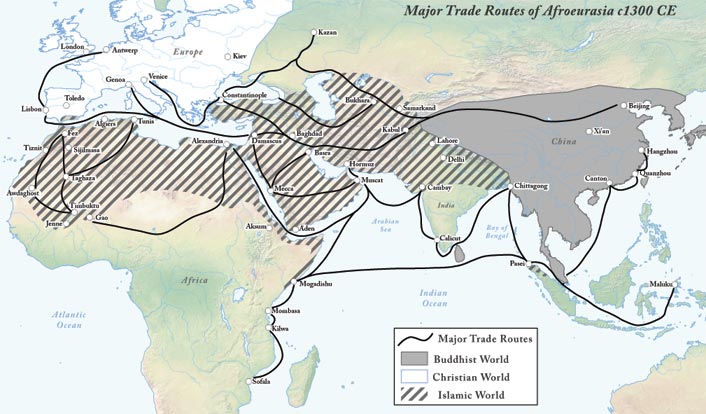 Major Trade Routes of Afroeurasia c1300 CE
Kazan
London
Antwerp
Europe
Kiev
Genoa
Venice
Toledo
Lisbon
Constantinople
Bukhara
Samarkand
Beijing
Algiers
Tunis
Fez
Tiznit
Sijilmasa
Alexandria
Damascus
Baghdad
Kabul
Lahore
Xi'an
China
Hangzhou
Basra
Hormuz
Delhi
Quanzhou
Taghaza
Mecca
Muscat
Cambay
Chittagong
Canton
Awdaghost
Timbuktu
Gao
Jenne
Aksum
Aden
Arabian
Sea
India
Bay of
Bengal
Calicut
Pasei
Africa
Mogadishu
Maluku
Atlantic
Ocean
Indian
Ocean
Mombasa
Kilwa
Sofala
Major Trade Routes
Buddhist World
Christian World
Islamic World